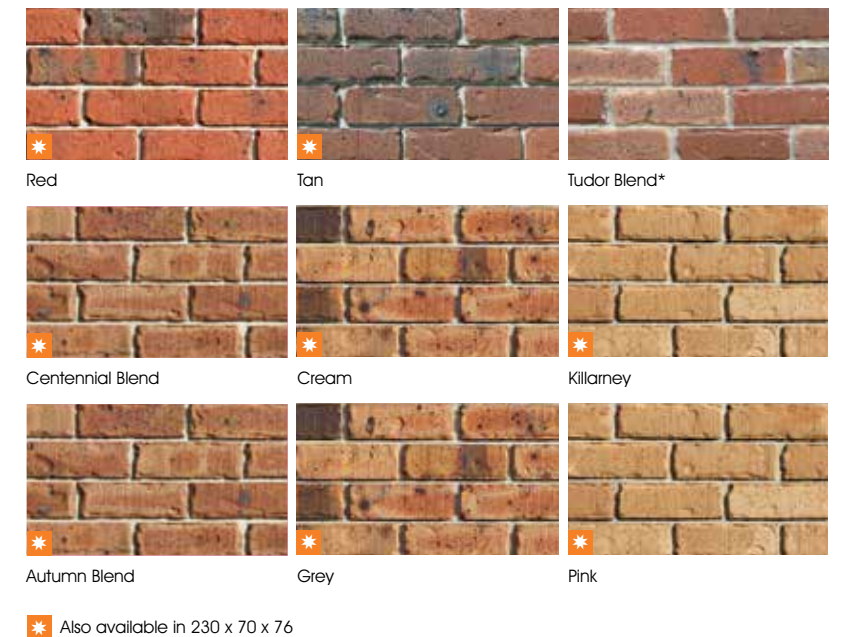 Red
Tan
Tudor Blend*
Centennial Blend
Cream
Killarney
Autumn Blend
Grey
Pink
Also available in 230 x 70 x 76